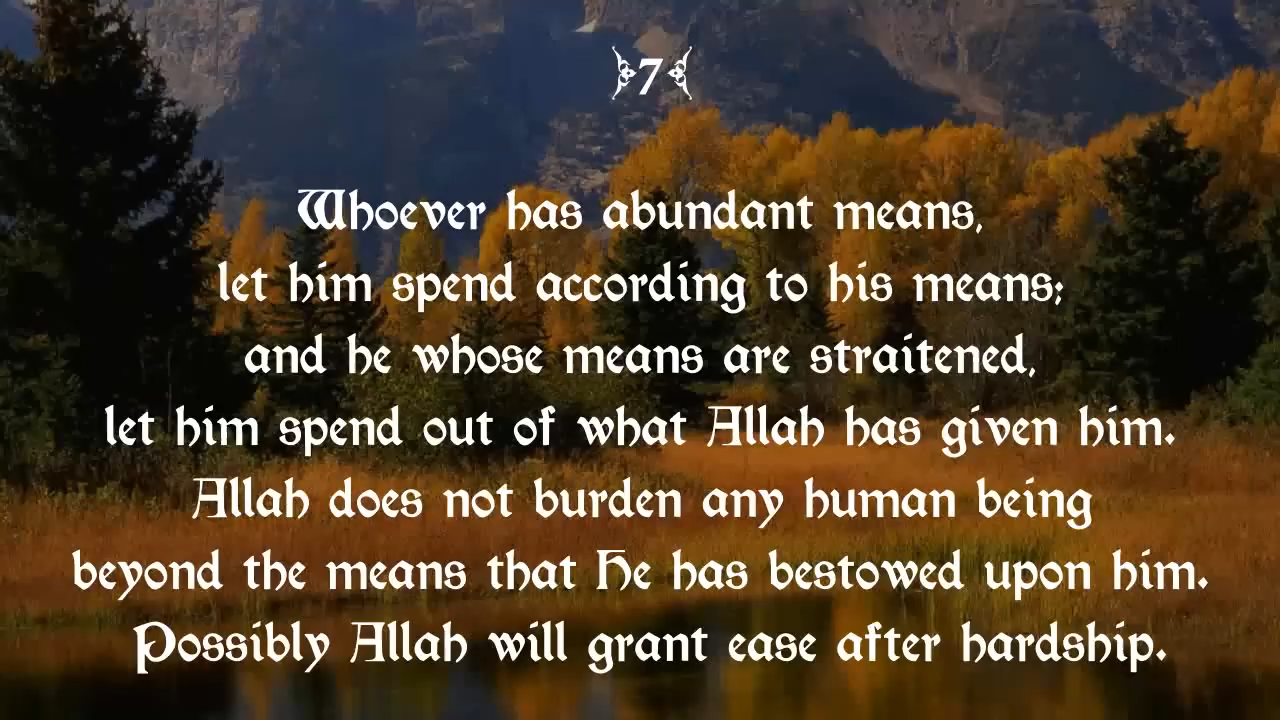 7
Whoever has abundant means,
let him spend according to his means;
and he whose means are straitened,
let him spend out of what Allah has given him.
Allah does not burden any human being
beyond the means that He has bestowed upon him.
Possibly Allah will grant ease after hardship.